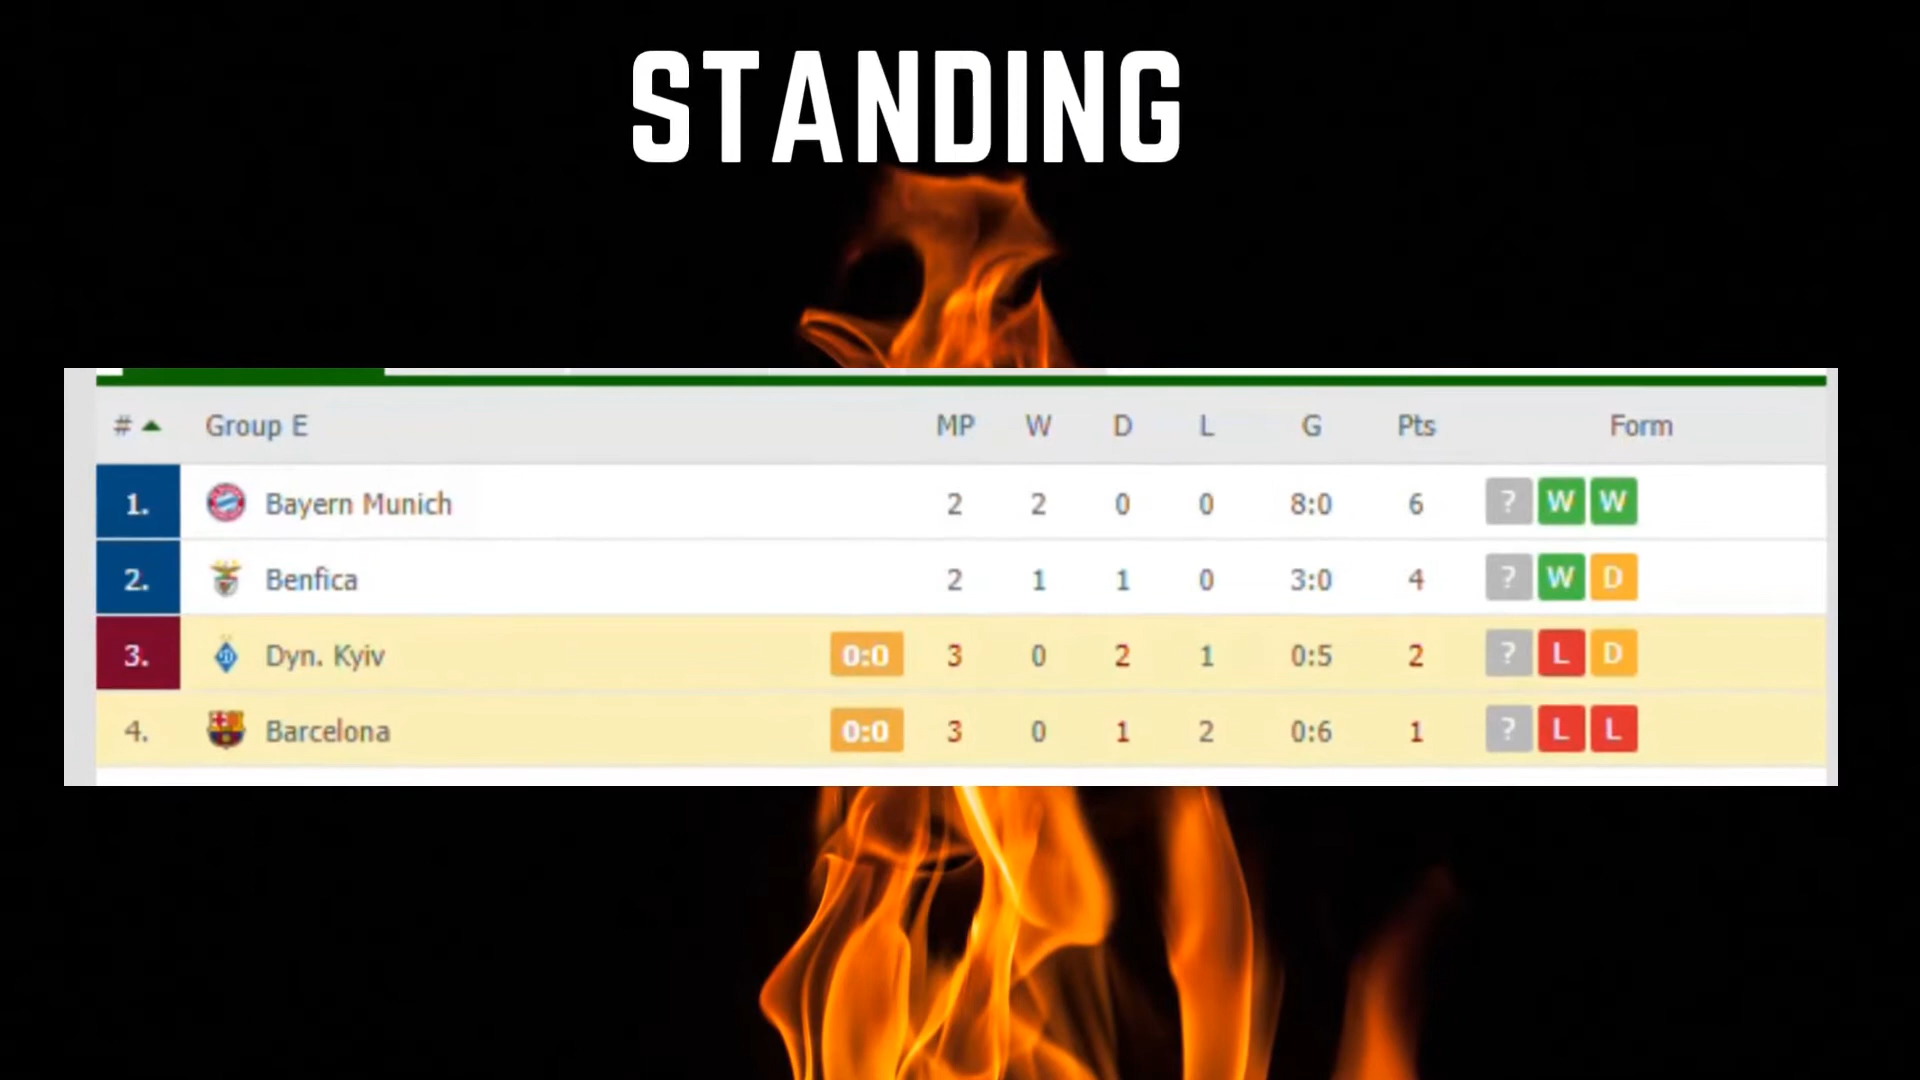 STANDING
# Group E MP W D L G Pts Form
1. Bayern Munich 2 2 0 0 8:0 6 ? W W
2. Benfica 2 1 1 0 3:0 4 ? W D
3. Dyn. Kyiv 0:0 3 0 2 1 0:5 2 ? L D
4. Barcelona 0:0 3 0 1 2 0:6 1 ? L L